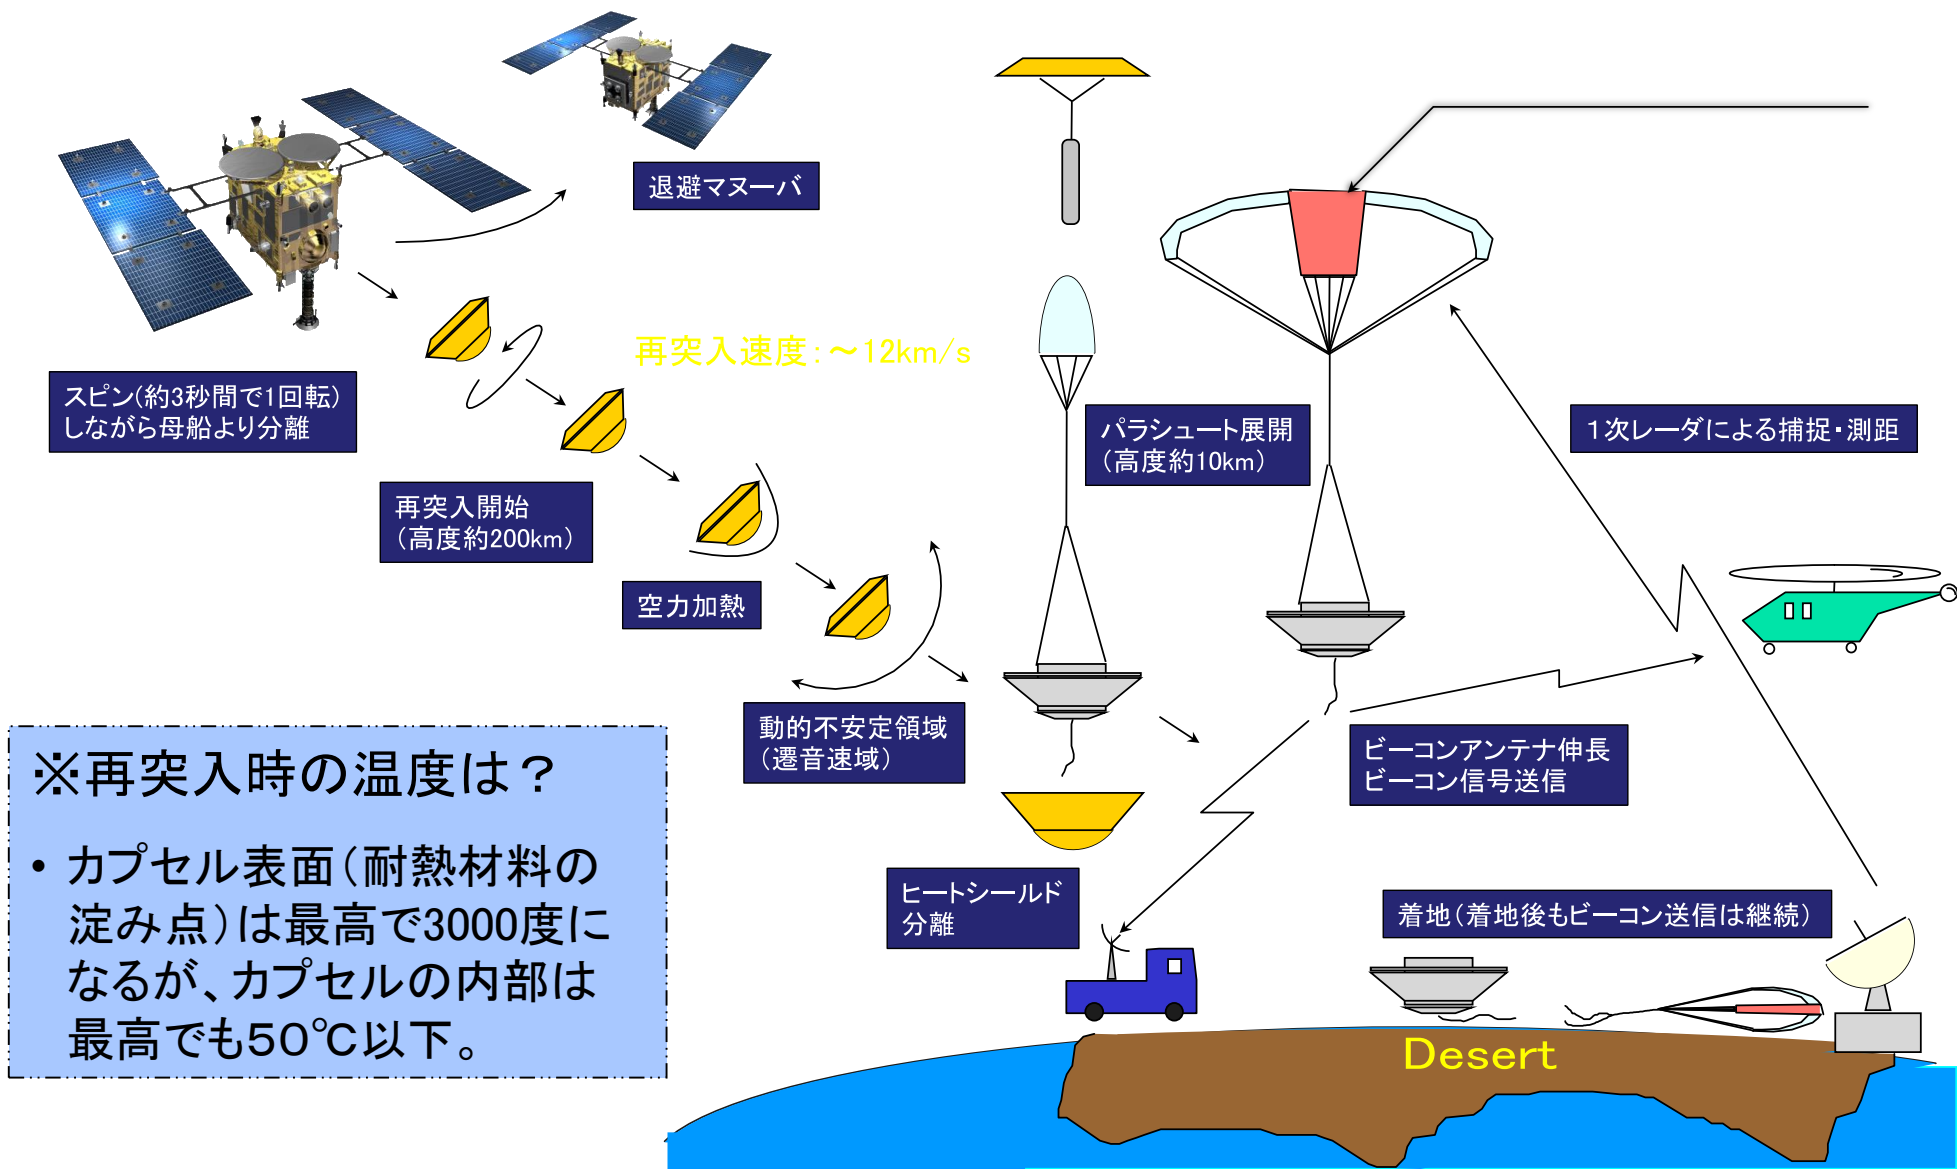 退避マヌーバ
再突入速度：～12km/s
スピン(約3秒間で1回転)
しながら母船より分離
パラシュート展開
（高度約10km）
１次レーダによる捕捉・測距
再突入開始
（高度約200km）
空力加熱
動的不安定領域
（遷音速域）
ビーコンアンテナ伸長
ビーコン信号送信
※再突入時の温度は？
• カプセル表面（耐熱材料の
淀み点）は最高で3000度に
なるが、カプセルの内部は
最高でも５０℃以下。
ヒートシールド
分離
着地（着地後もビーコン送信は継続）
Desert